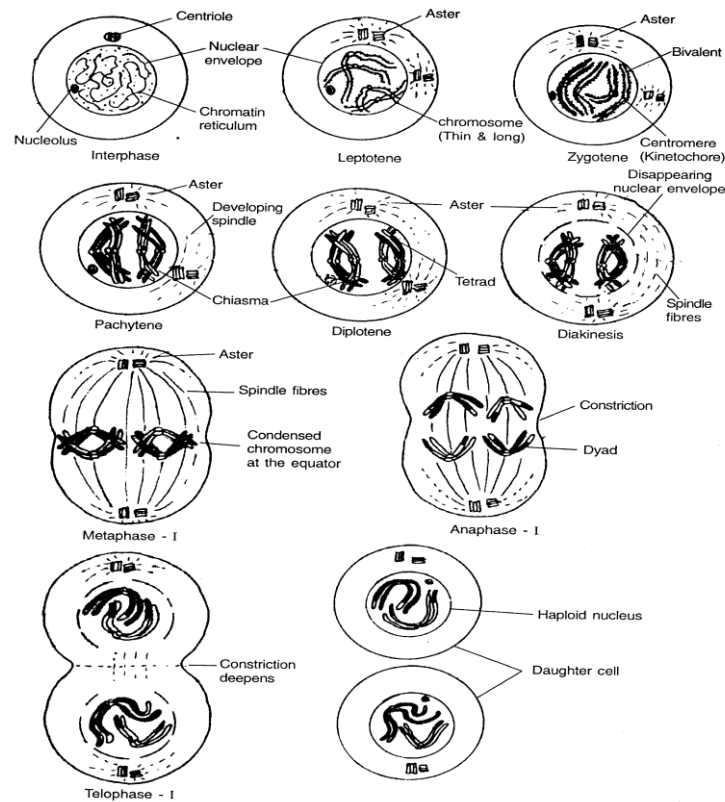 Centriole
Nuclear
envelope
Chromatin
reticulum
Nucleolus
Interphase
Aster
chromosome
(Thin & long)
Leptotene
Aster
Bivalent
Centromere
(Kinetochore)
Zygotene
Aster
Developing
spindle
Chiasma
Pachytene
Aster
Tetrad
Diplotene
Disappearing
nuclear envelope
Spindle
fibres
Diakinesis
Aster
Spindle fibres
Condensed
chromosome
at the equator
Metaphase - I
Constriction
Dyad
Anaphase - I
Constriction
deepens
Telophase - I
Haploid nucleus
Daughter cell